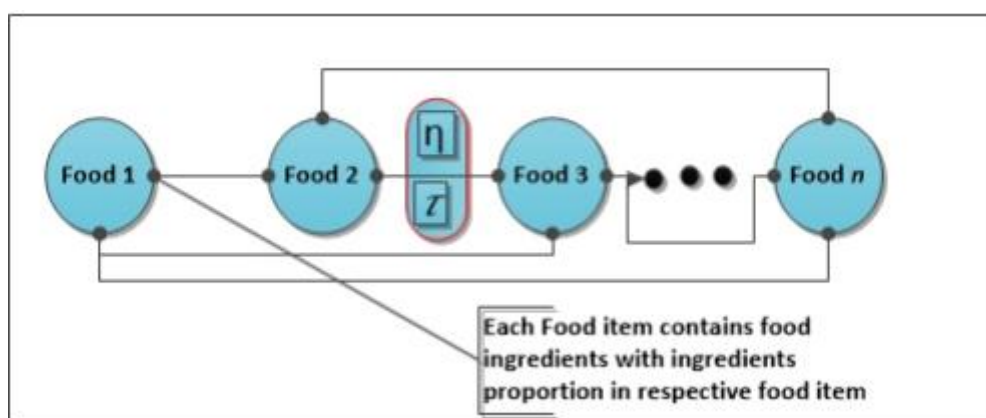 η
Food 1 Food 2 Food 3 Food n
τ
Each Food item contains food
ingredients with ingredients
proportion in respective food item